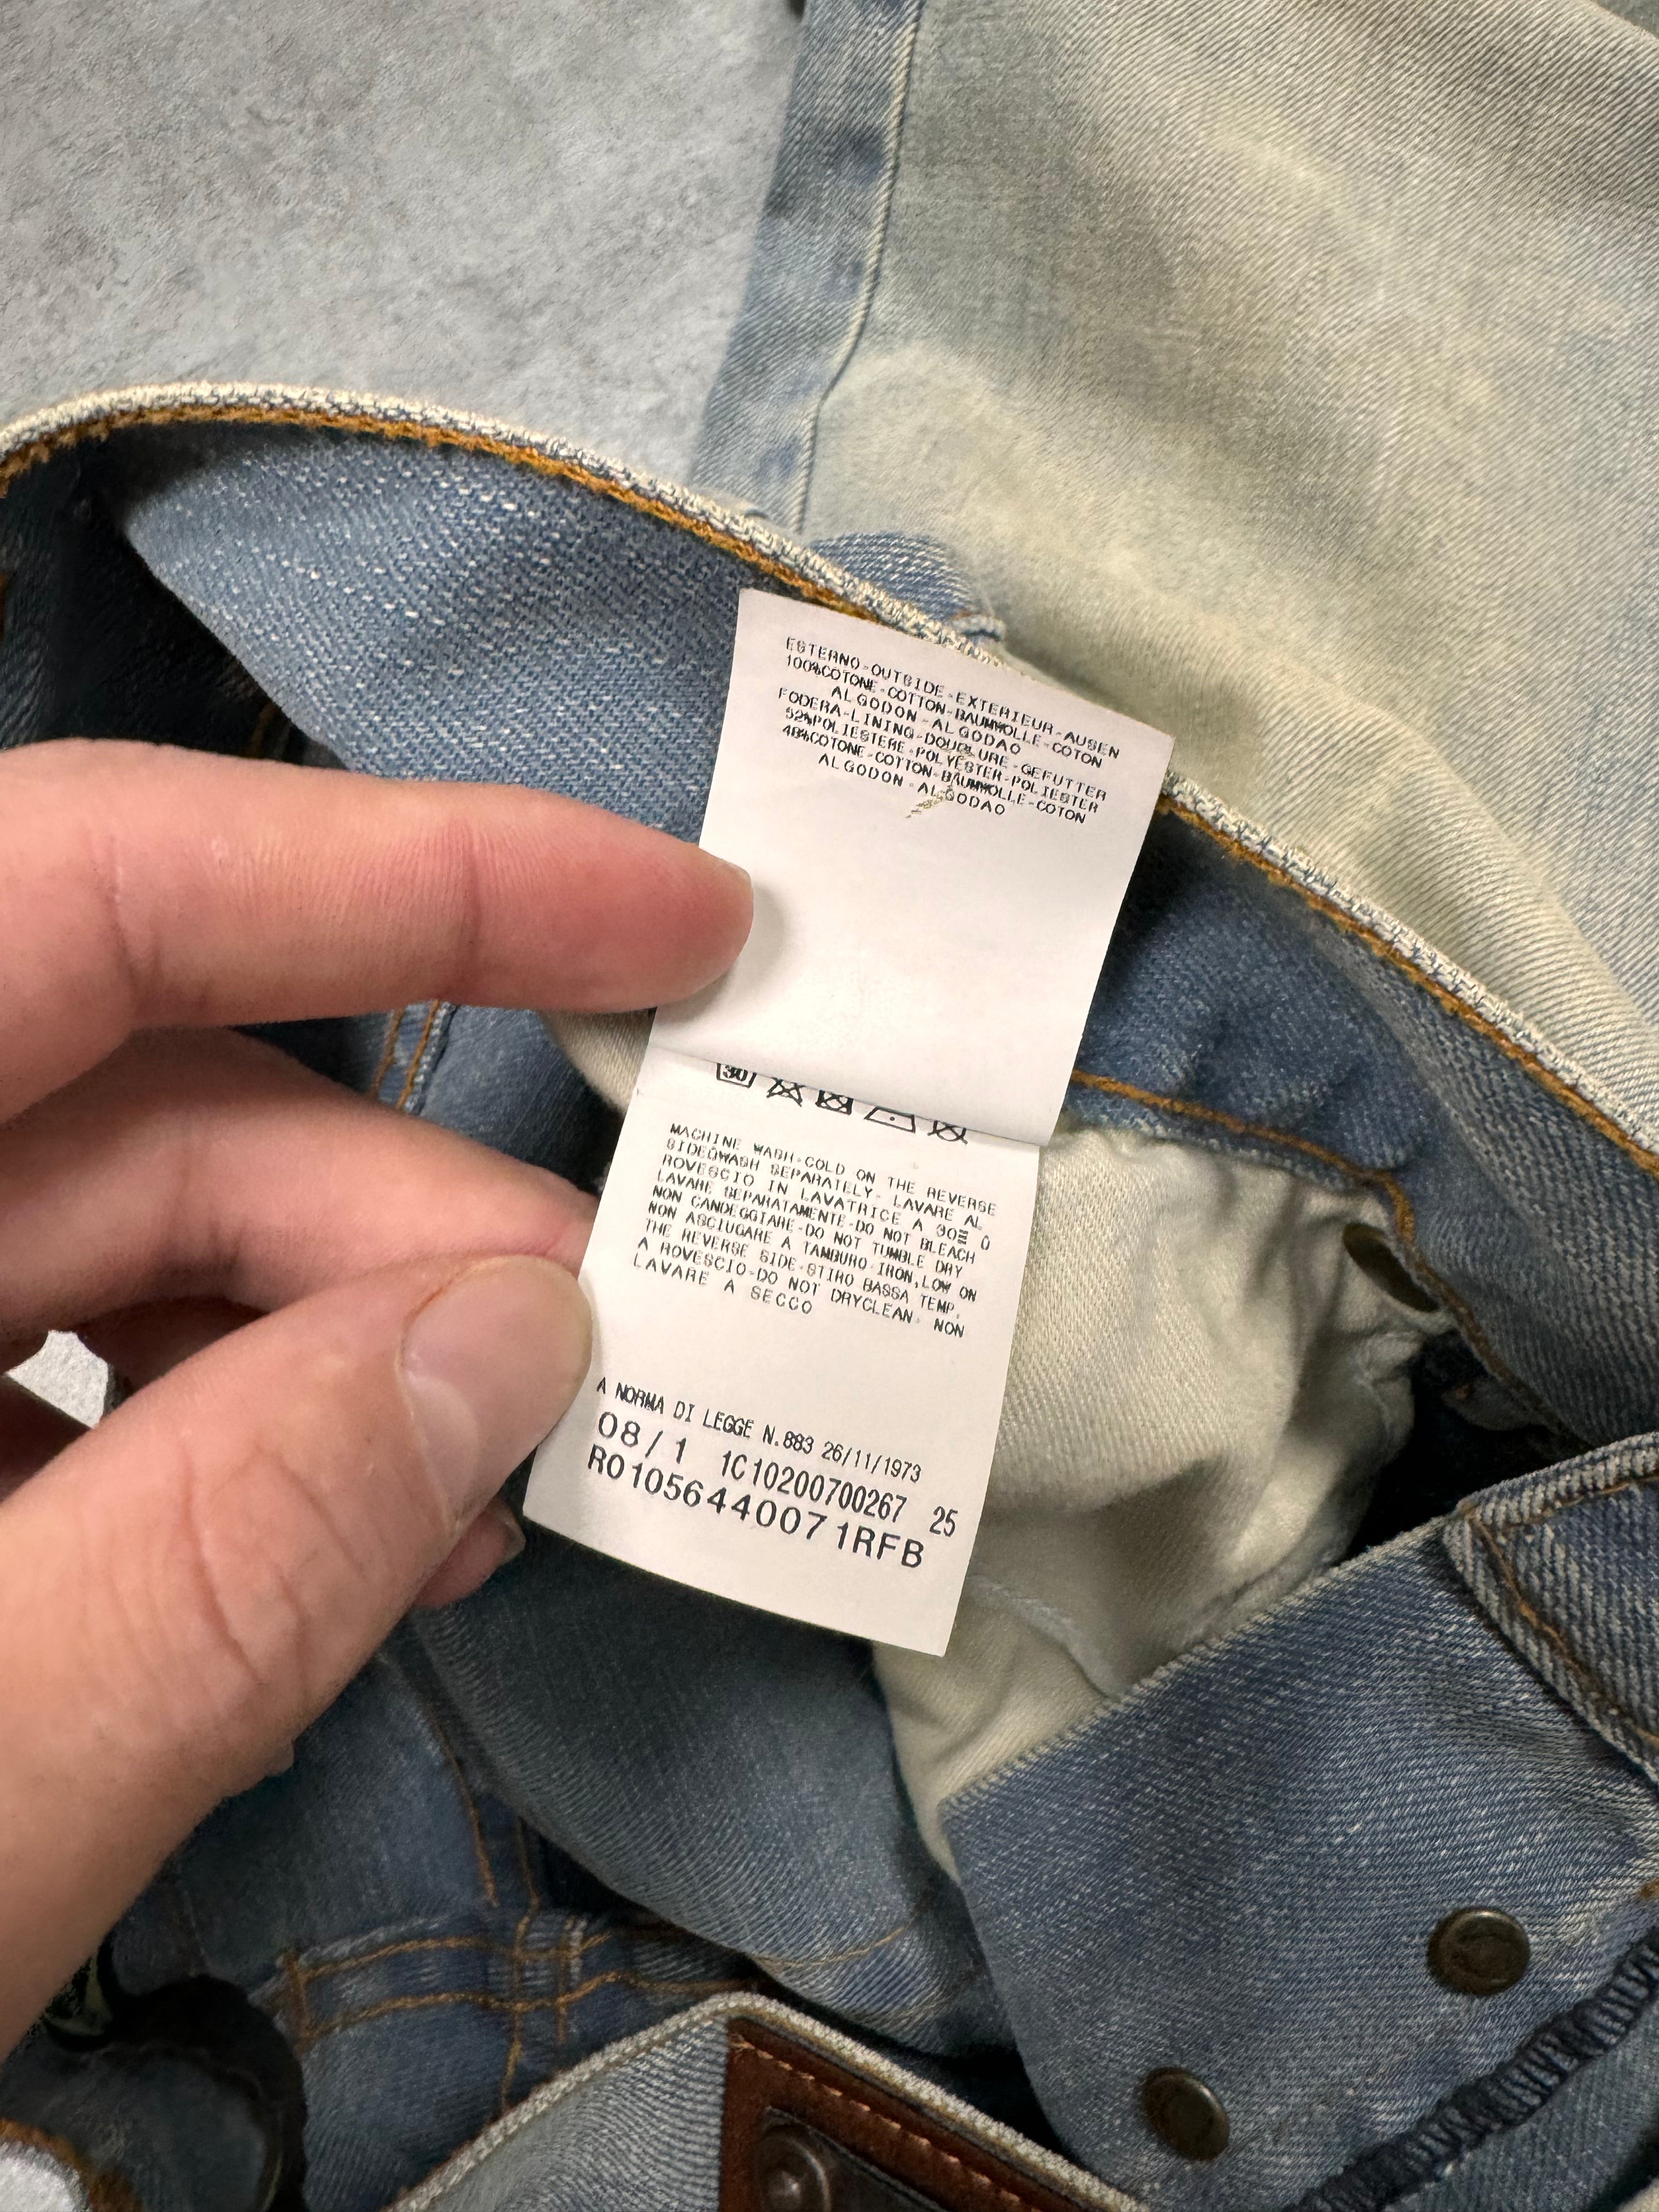 ESTERNO-OUTSIDE-EXTERIEUR-AUSEN
100%COTONE-COTTON-BAUMWOLLE-COTON
ALGODON-ALGODAO
FODERA-LINING-DOUBLURE-GEFUTTER
52%POLIESTERE-POLYESTER-POLIESTER
48%COTONE-COTTON-BAUMWOLLE-COTON
ALGODON-ALGODAO
30
MACHINE WASH-COLD ON THE REVERSE
SIDE WASH SEPARATELY- LAVARE AL
ROVESCIO IN LAVATRICE A 30
LAVARE SEPARATAMENTE-DO NOT BLEACH
NON CANDEGGIARE-DO NOT TUMBLE DRY
NON ASCIUGARE A TAMBURO-IRON,LOW ON
THE REVERSE SIDE-STIRO BASSA TEMP.
A ROVESCIO-DO NOT DRYCLEAN- NON
LAVARE A SECCO
A NORMA DI LEGGE N.883 26/11/1973
08/1 1C10200700267 25
R01056440071RFB